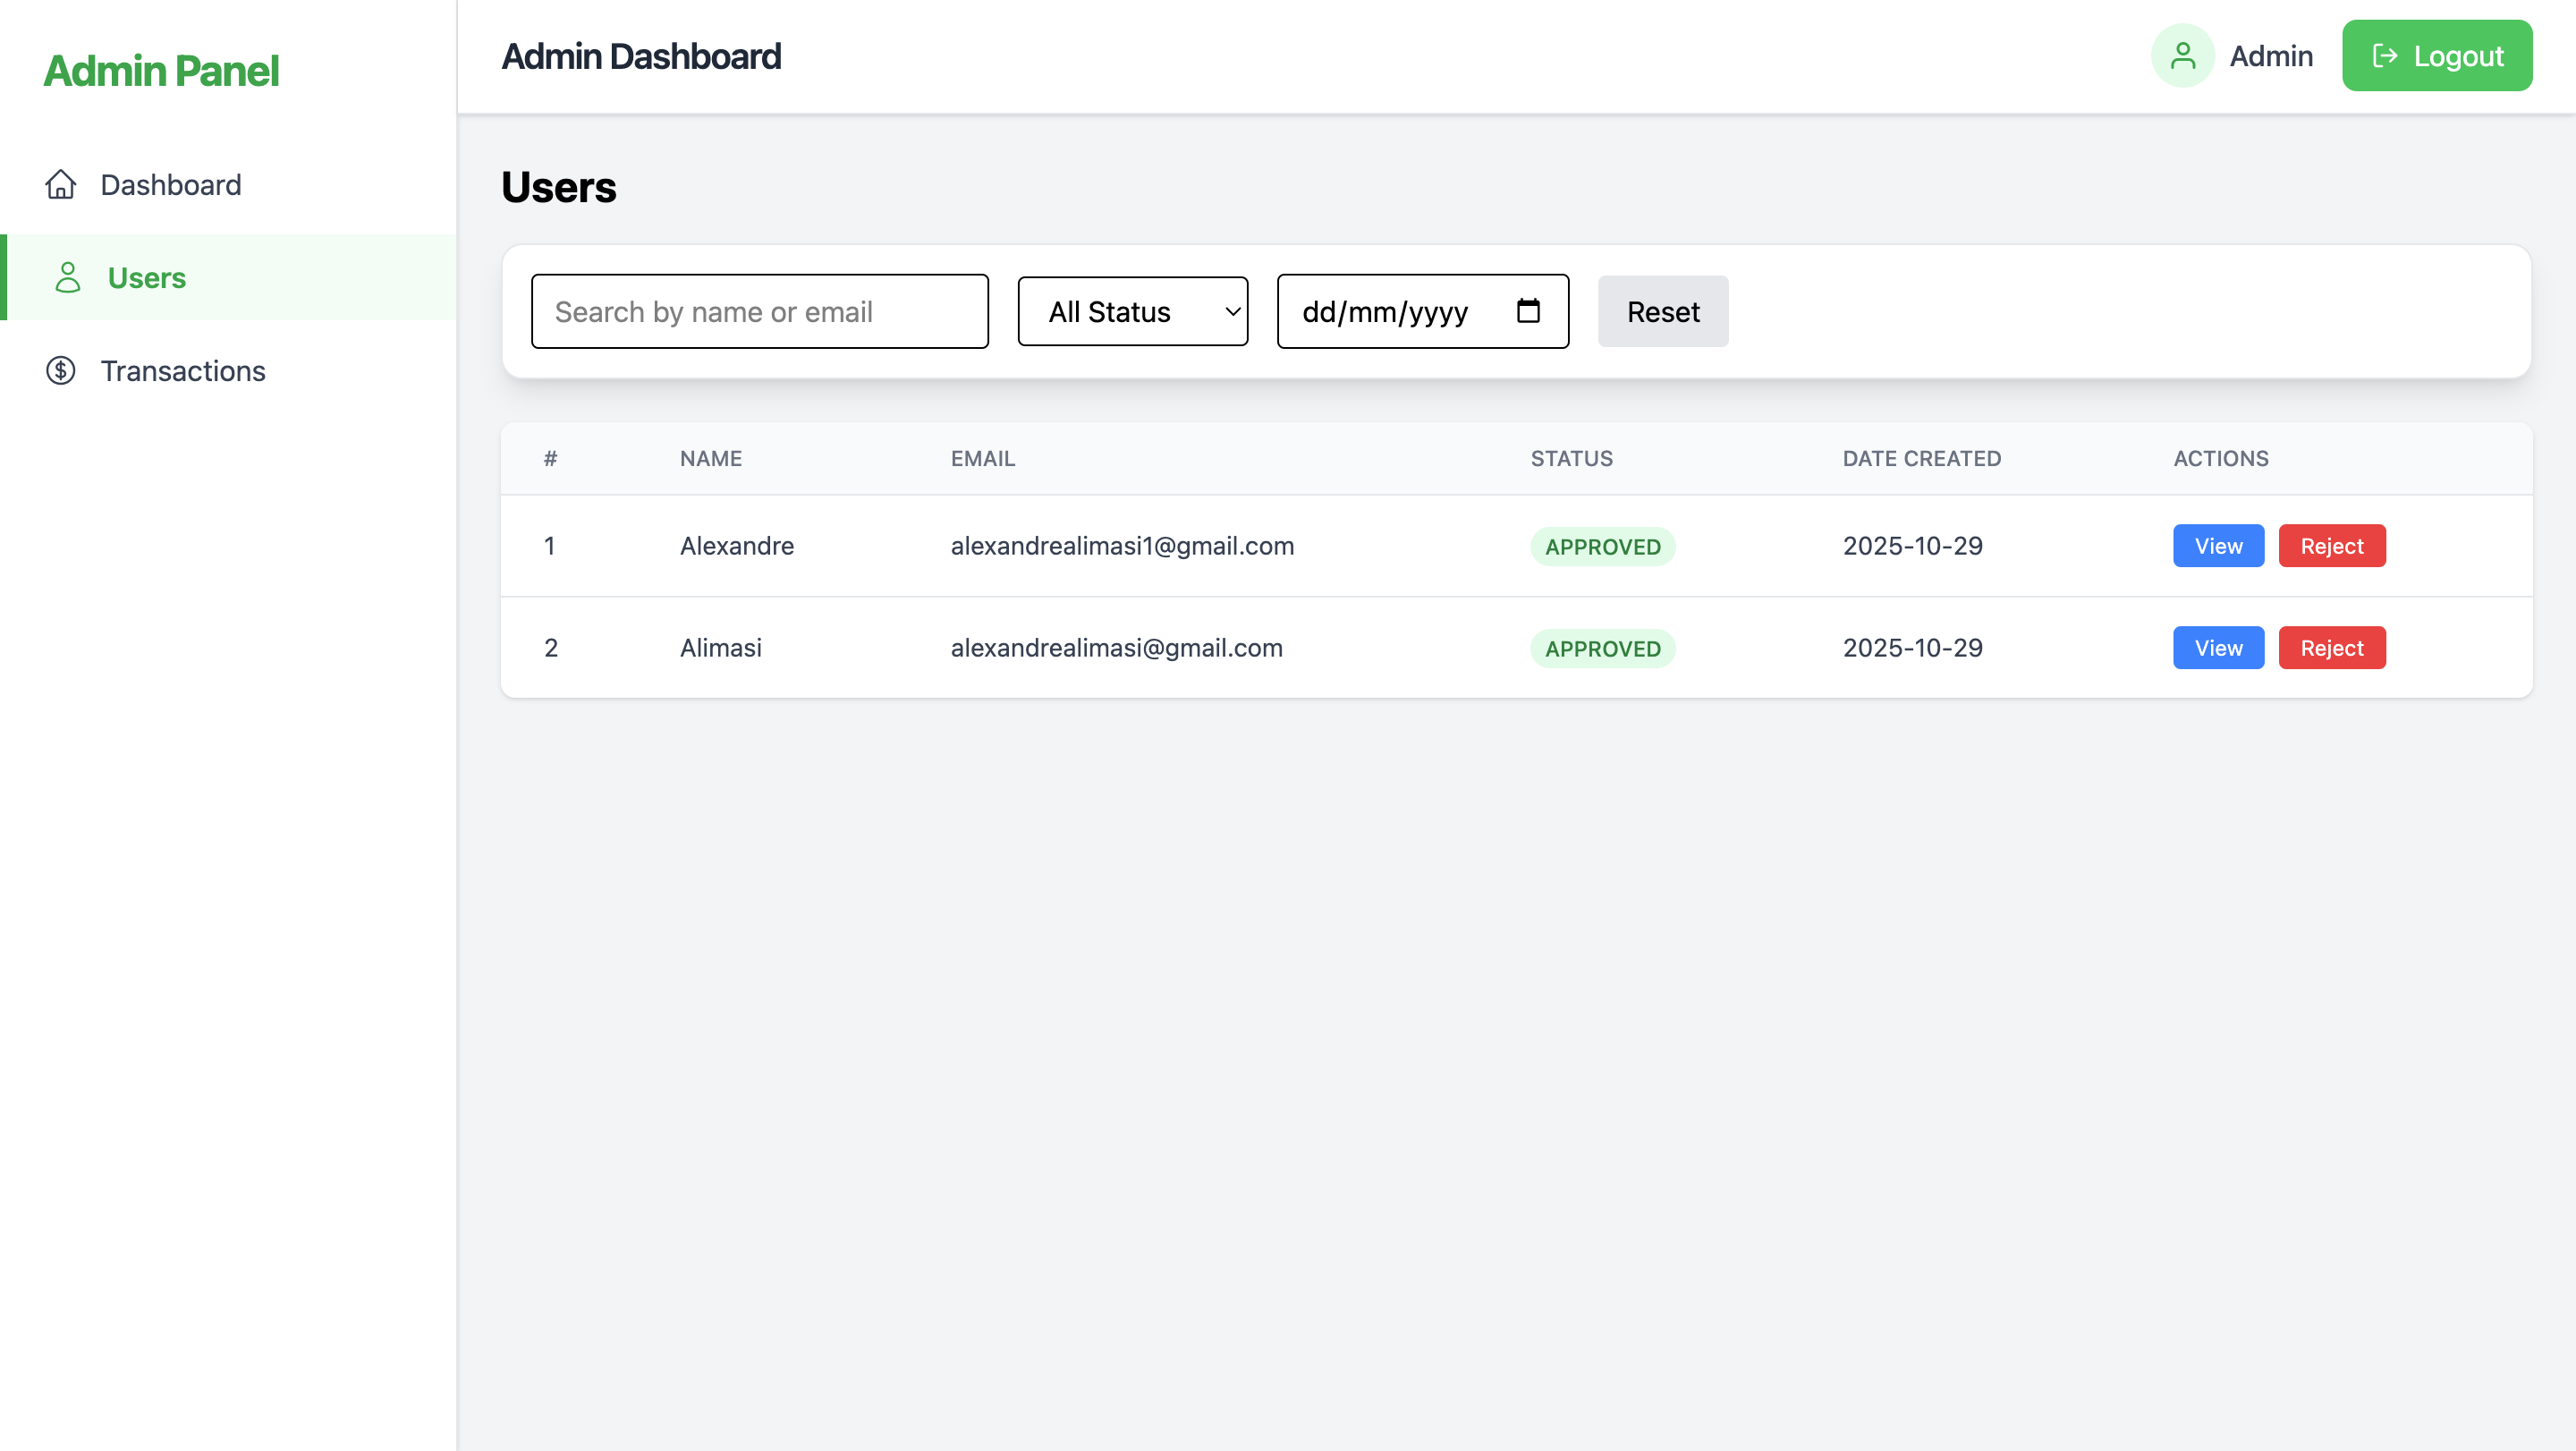 Admin Panel
Dashboard
Users
Transactions
Admin Dashboard
Admin
Logout
Users
Search by name or email
All Status
dd/mm/yyyy
Reset
# NAME EMAIL STATUS DATE CREATED ACTIONS
1 Alexandre alexandrealimasi1@gmail.com APPROVED 2025-10-29 View Reject
2 Alimasi alexandrealimasi@gmail.com APPROVED 2025-10-29 View Reject